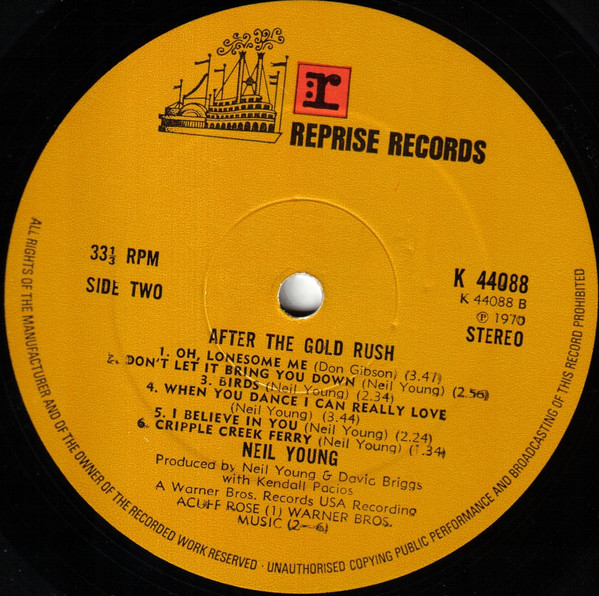 r
REPRISE RECORDS
33⅓ RPM
SIDE TWO
K 44088
K 44088 B
℗ 1970
STEREO
AFTER THE GOLD RUSH
1. OH, LONESOME ME (Don Gibson) (3.47)
2. DON'T LET IT BRING YOU DOWN (Neil Young) (2.56)
3. BIRDS (Neil Young) (2.34)
4. WHEN YOU DANCE I CAN REALLY LOVE
(Neil Young) (3.44)
5. I BELIEVE IN YOU (Neil Young) (2.24)
6. CRIPPLE CREEK FERRY (Neil Young) (1.34)
NEIL YOUNG
Produced by Neil Young & David Briggs
with Kendall Pacios
A Warner Bros. Records USA Recording
ACUFF ROSE (1) WARNER BROS.
MUSIC (2-6)
ALL RIGHTS OF THE MANUFACTURER AND OF THE OWNER OF THE RECORDED WORK RESERVED · UNAUTHORISED COPYING PUBLIC PERFORMANCE AND BROADCASTING OF THIS RECORD PROHIBITED